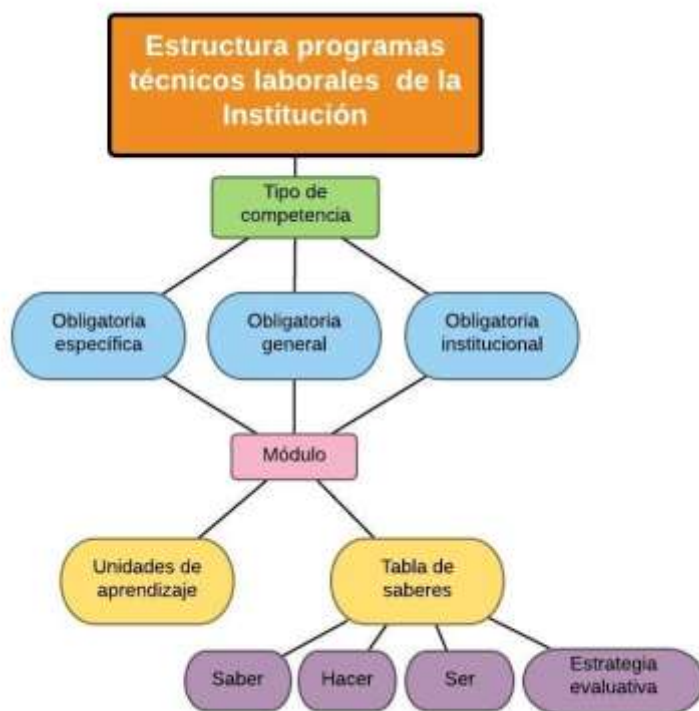 Estructura programas
técnicos laborales de la
Institución
Tipo de
competencia
Obligatoria
específica
Obligatoria
general
Obligatoria
institucional
Módulo
Unidades de
aprendizaje
Tabla de
saberes
Saber
Hacer
Ser
Estrategia
evaluativa